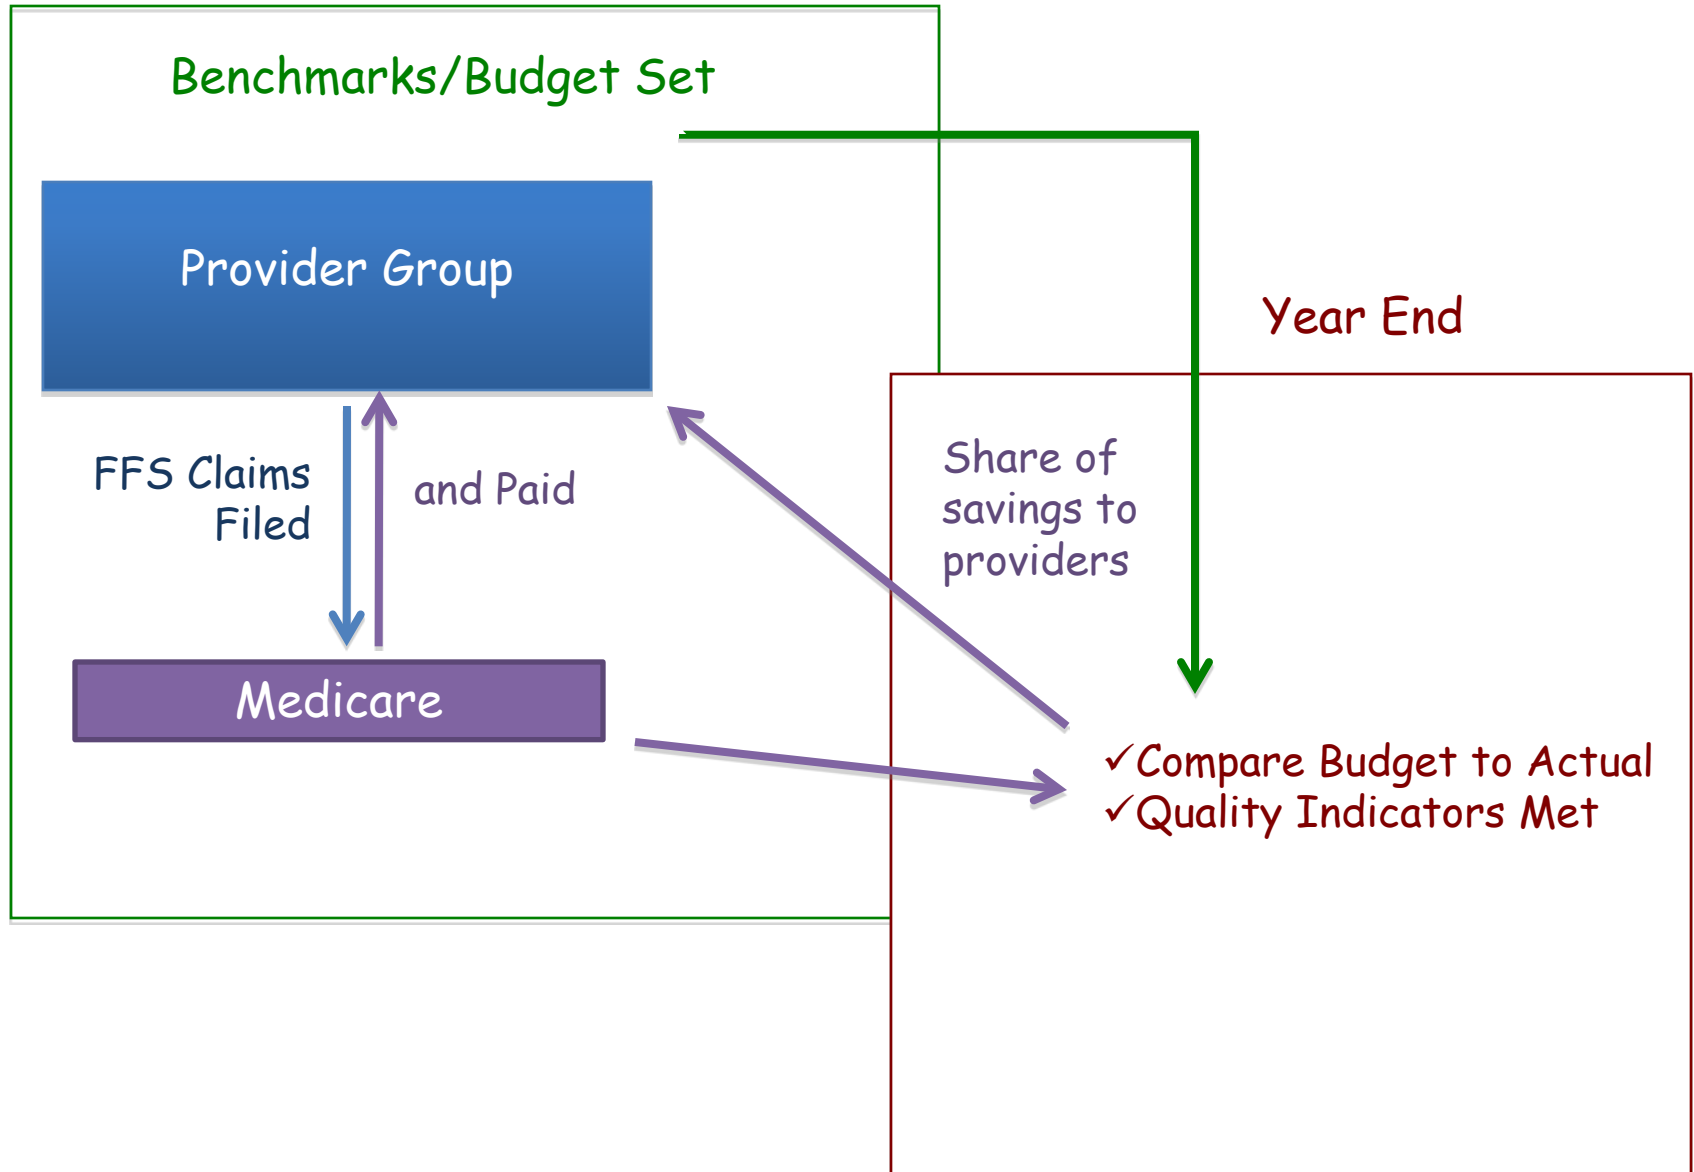 Benchmarks/Budget Set
Provider Group
FFS Claims
Filed
and Paid
Medicare
Year End
Share of
savings to
providers
✓Compare Budget to Actual
✓Quality Indicators Met